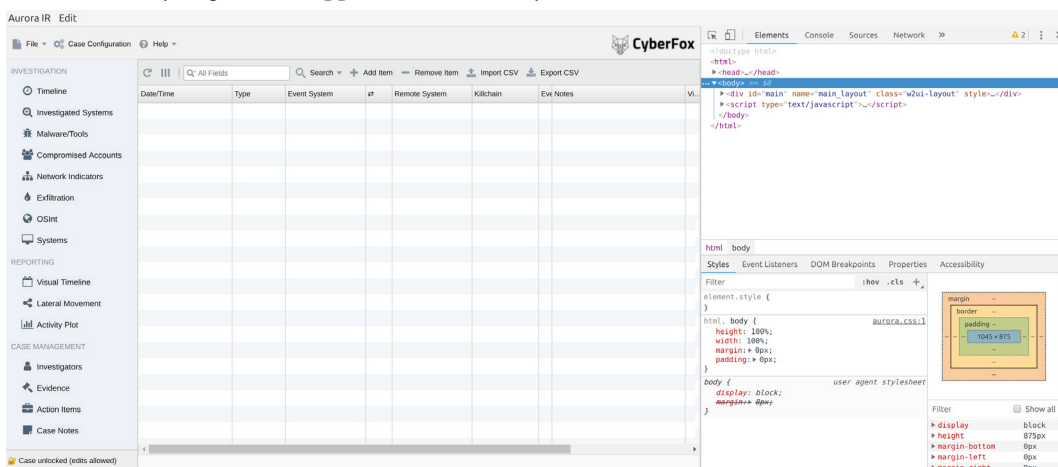 Aurora IR Edit
File Case Configuration Help
CyberFox
INVESTIGATION
Timeline
Investigated Systems
Malware/Tools
Compromised Accounts
Network Indicators
Exfiltration
OSInt
Systems
REPORTING
Visual Timeline
Lateral Movement
Activity Plot
CASE MANAGEMENT
Investigators
Evidence
Action Items
Case Notes
Case unlocked (edits allowed)
All Fields Search Add Item Remove Item Import CSV Export CSV
Date/Time Type Event System ⇄ Remote System Killchain Eve Notes Vi...
Elements Console Sources Network » 2
<!doctype html>
<html>
<head>…</head>
<body> == $0
<div id="main" name="main_layout" class="w2ui-layout" style>…</div>
<script type="text/javascript">…</script>
</body>
</html>
html body
Styles Event Listeners DOM Breakpoints Properties Accessibility
Filter :hov .cls +
element.style {
}
html, body { aurora.css:1
height: 100%;
width: 100%;
margin: 0px;
padding: 0px;
}
body { user agent stylesheet
display: block;
margin: 8px;
}
margin –
border –
padding –
– – – 1045 × 875 – – –
–
–
–
Filter Show all
display block
height 875px
margin-bottom 0px
margin-left 0px